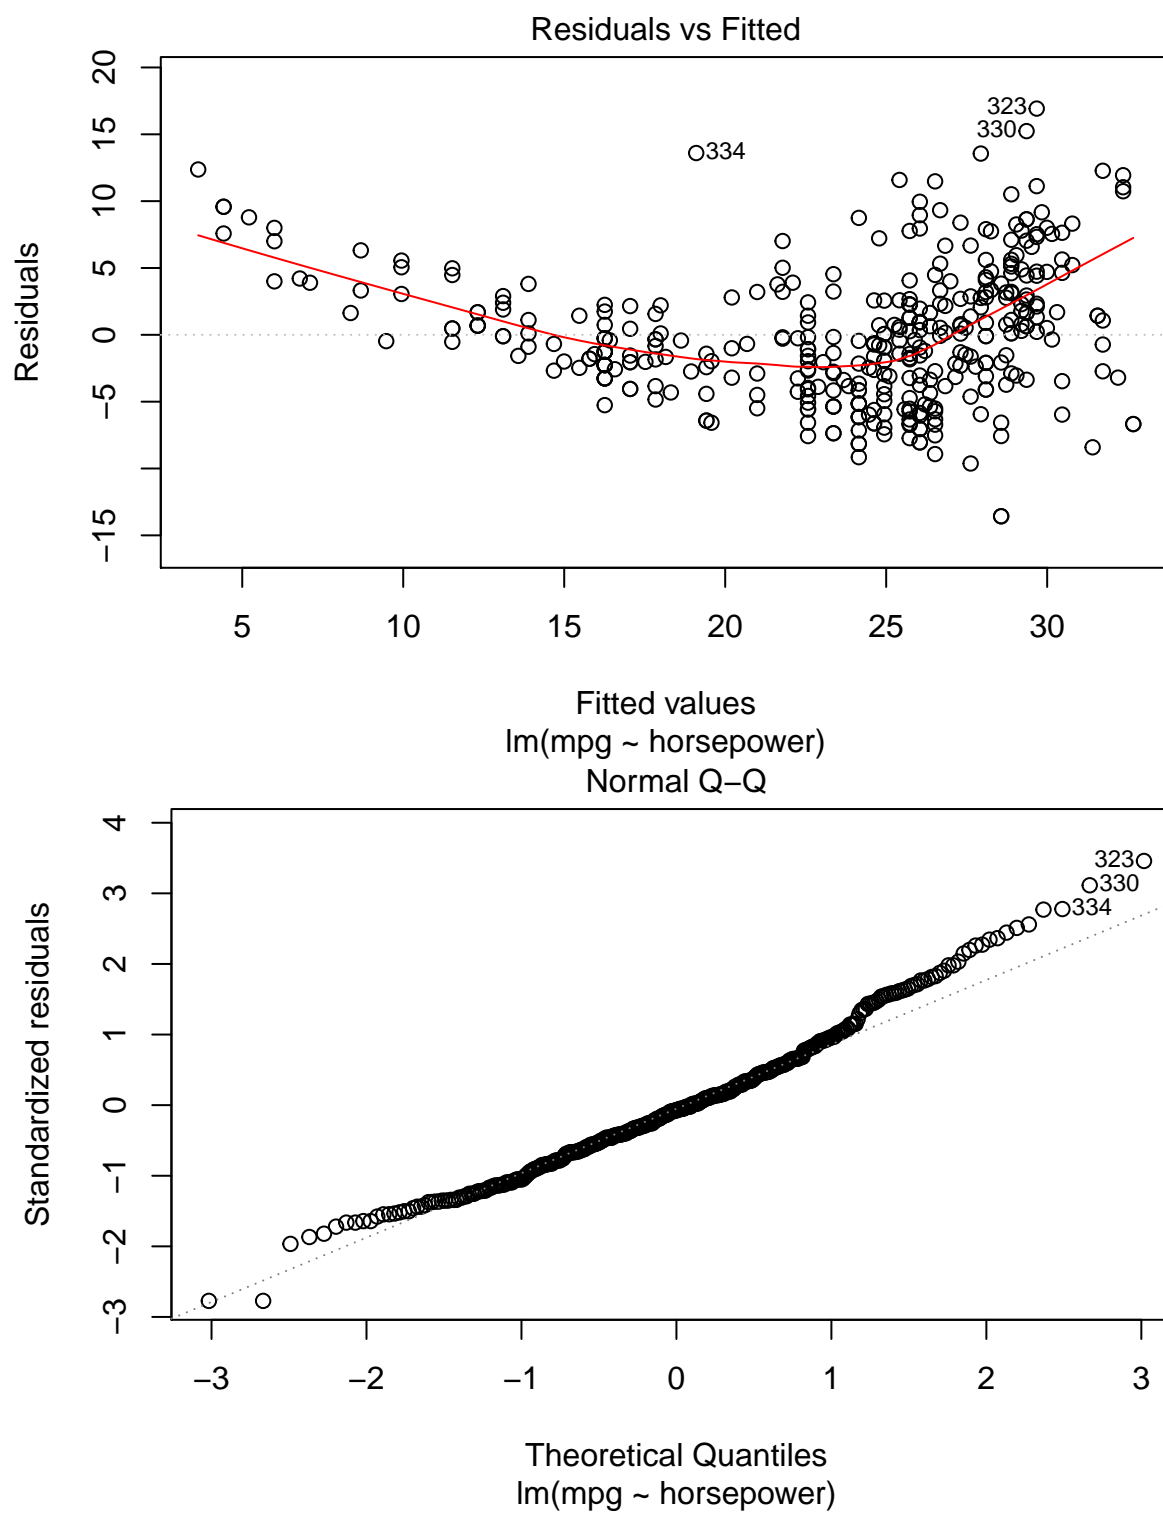 Residuals vs Fitted
20
15
10
5
0
−5
−15
Residuals
323
330
334
5 10 15 20 25 30
Fitted values
lm(mpg ~ horsepower)
Normal Q−Q
4
3
2
1
0
−1
−2
−3
Standardized residuals
323
330
334
−3 −2 −1 0 1 2 3
Theoretical Quantiles
lm(mpg ~ horsepower)